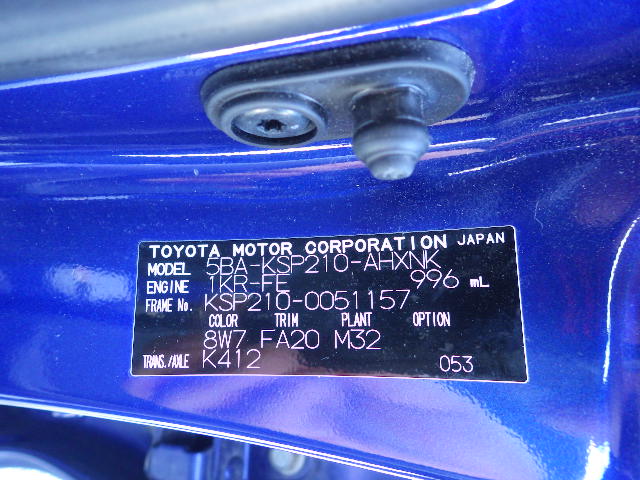 TOYOTA MOTOR CORPORATION JAPAN
MODEL 5BA-KSP210-AHXNK
ENGINE 1KR-FE 996 mL
FRAME No. KSP210-0051157
COLOR TRIM PLANT OPTION
8W7 FA20 M32
TRANS./AXLE K412 053